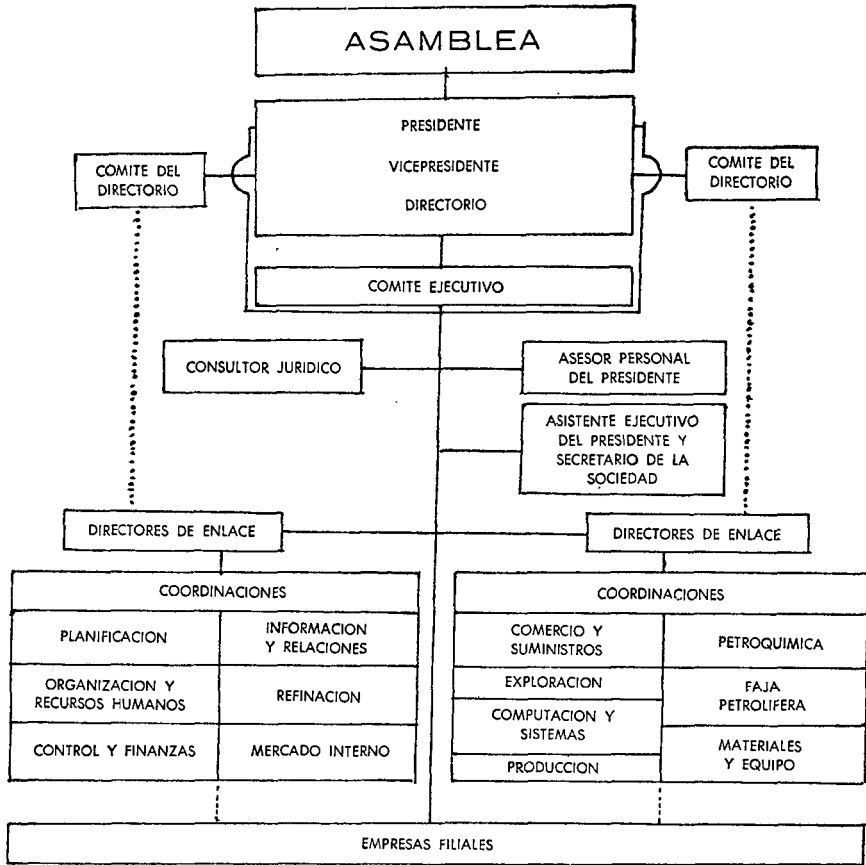 ASAMBLEA
PRESIDENTE
VICEPRESIDENTE
DIRECTORIO
COMITE DEL
DIRECTORIO
COMITE DEL
DIRECTORIO
COMITE EJECUTIVO
CONSULTOR JURIDICO
ASESOR PERSONAL
DEL PRESIDENTE
ASISTENTE EJECUTIVO
DEL PRESIDENTE Y
SECRETARIO DE LA
SOCIEDAD
DIRECTORES DE ENLACE
DIRECTORES DE ENLACE
COORDINACIONES
PLANIFICACION
INFORMACION
Y RELACIONES
ORGANIZACION Y
RECURSOS HUMANOS
REFINACION
CONTROL Y FINANZAS
MERCADO INTERNO
COORDINACIONES
COMERCIO Y
SUMINISTROS
PETROQUIMICA
EXPLORACION
FAJA
PETROLIFERA
COMPUTACION Y
SISTEMAS
MATERIALES
Y EQUIPO
PRODUCCION
EMPRESAS FILIALES